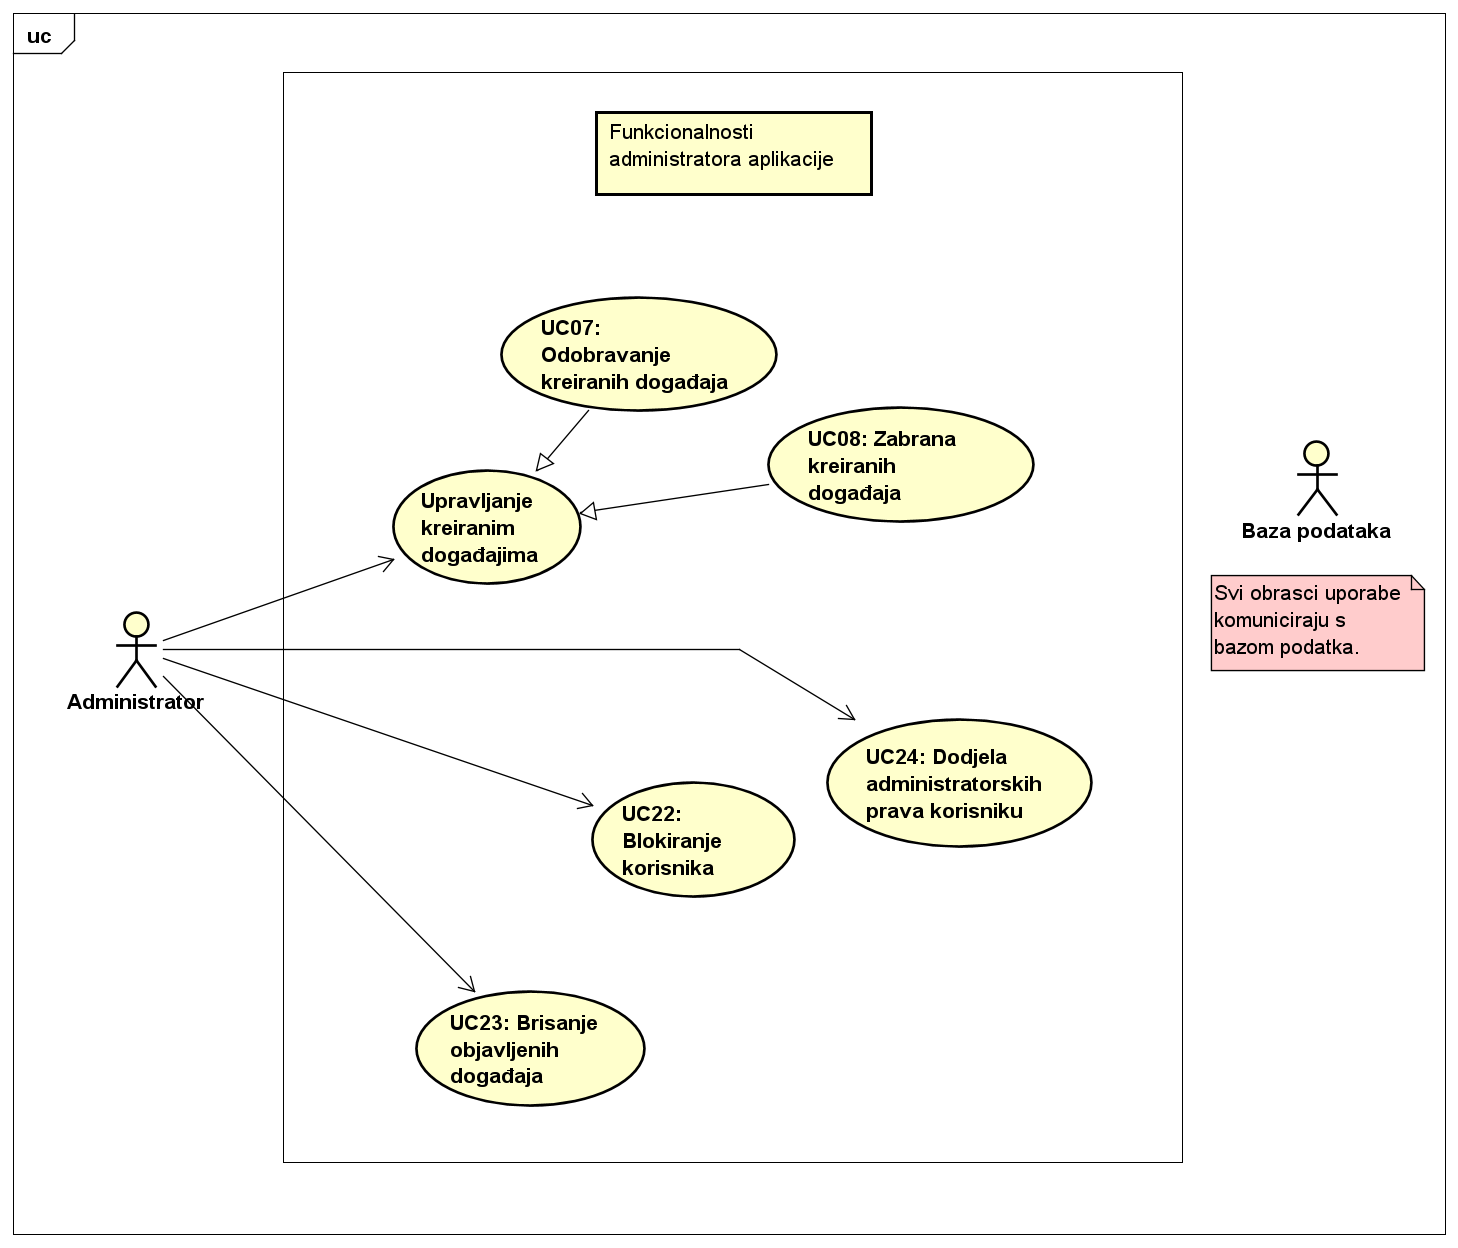 uc
Funkcionalnosti
administratora aplikacije
UC07:
Odobravanje
kreiranih događaja
UC08: Zabrana
kreiranih
događaja
Upravljanje
kreiranim
događajima
Baza podataka
Svi obrasci uporabe
komuniciraju s
bazom podatka.
Administrator
UC24: Dodjela
administratorskih
prava korisniku
UC22:
Blokiranje
korisnika
UC23: Brisanje
objavljenih
događaja